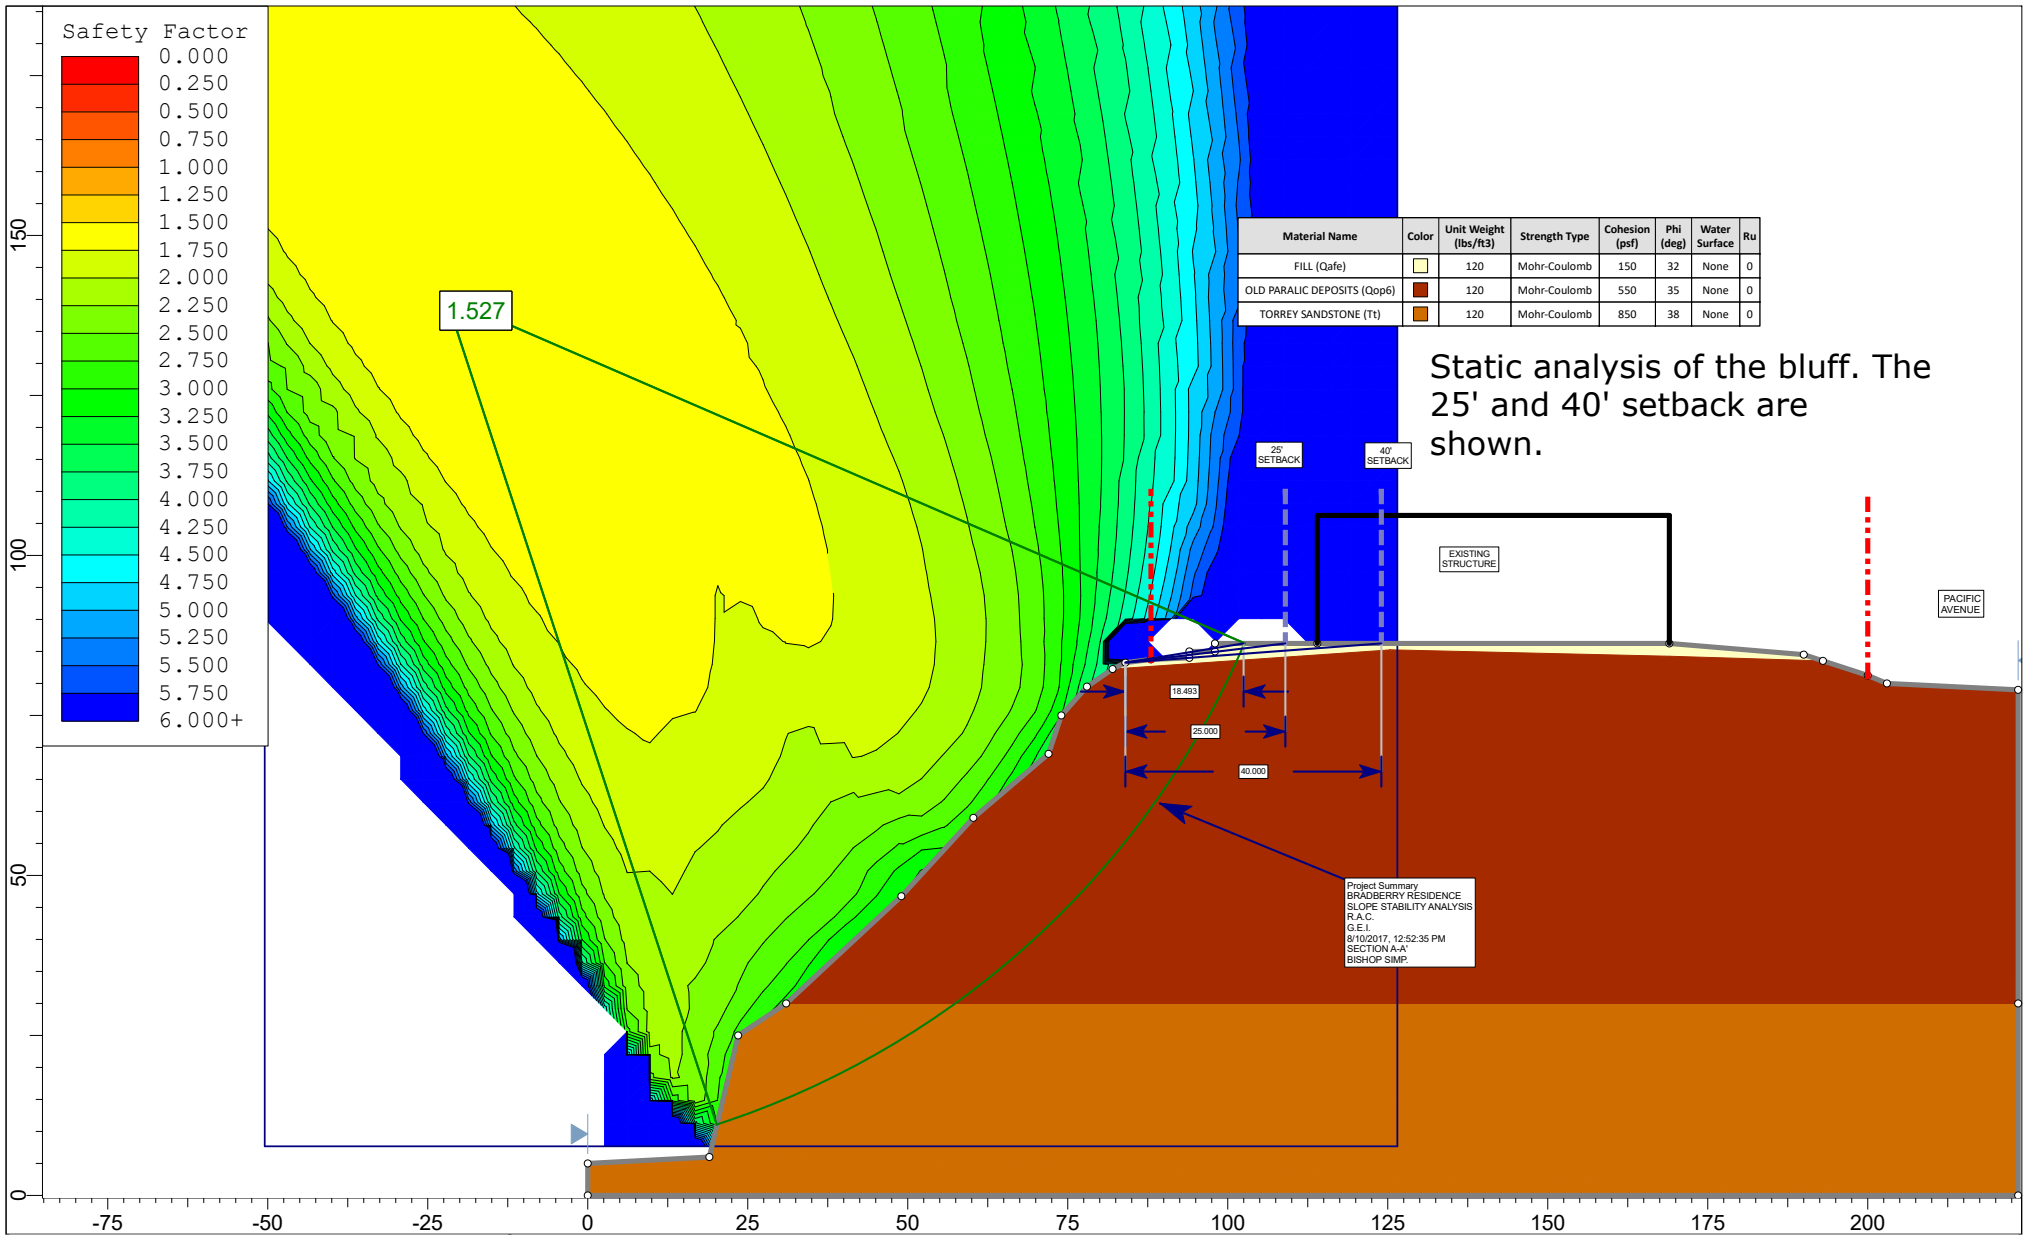 Safety Factor
0.000
0.250
0.500
0.750
1.000
1.250
1.500
1.750
2.000
2.250
2.500
2.750
3.000
3.250
3.500
3.750
4.000
4.250
4.500
4.750
5.000
5.250
5.500
5.750
6.000+
1.527
Material Name Color Unit Weight (lbs/ft3) Strength Type Cohesion (psf) Phi (deg) Water Surface Ru
FILL (Qafe) 120 Mohr-Coulomb 150 32 None 0
OLD PARALIC DEPOSITS (Qop6) 120 Mohr-Coulomb 550 35 None 0
TORREY SANDSTONE (Tt) 120 Mohr-Coulomb 850 38 None 0
Static analysis of the bluff. The
25' and 40' setback are
shown.
25'
SETBACK
40'
SETBACK
EXISTING
STRUCTURE
PACIFIC
AVENUE
18.493
25.000
40.000
Project Summary
BRADBERRY RESIDENCE
SLOPE STABILITY ANALYSIS
R.A.C.
G.E.I.
8/10/2017, 12:52:35 PM
SECTION A-A'
BISHOP SIMP.
150
100
50
0
-75 -50 -25 0 25 50 75 100 125 150 175 200